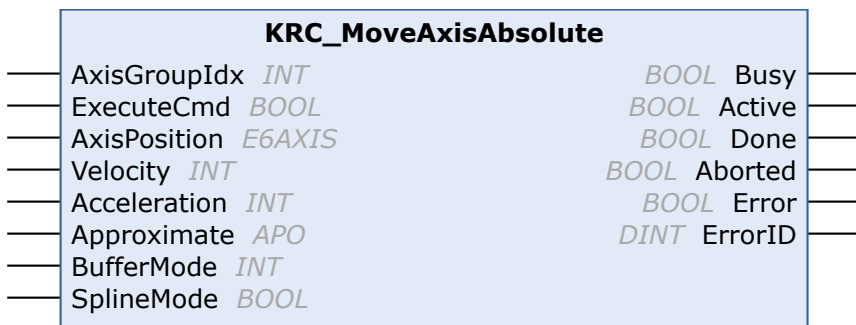 KRC_MoveAxisAbsolute
AxisGroupIdx INT BOOL Busy
ExecuteCmd BOOL BOOL Active
AxisPosition E6AXIS BOOL Done
Velocity INT BOOL Aborted
Acceleration INT BOOL Error
Approximate APO DINT ErrorID
BufferMode INT
SplineMode BOOL